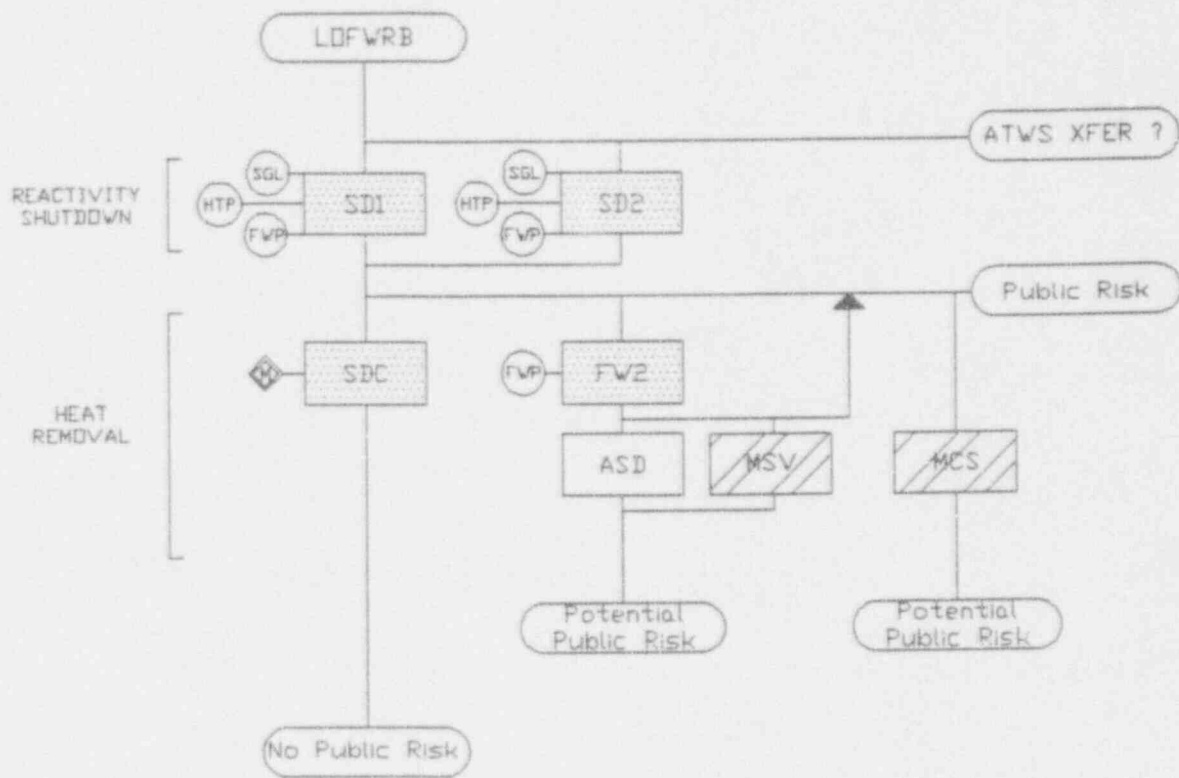 LOFWRB
ATWS XFER ?
REACTIVITY
SHUTDOWN
SGL
HTP
FWP
SD1
SGL
HTP
FWP
SD2
Public Risk
HEAT
REMOVAL
M
SDC
FWP
FW2
ASD
MSV
MCS
Potential
Public Risk
Potential
Public Risk
No Public Risk